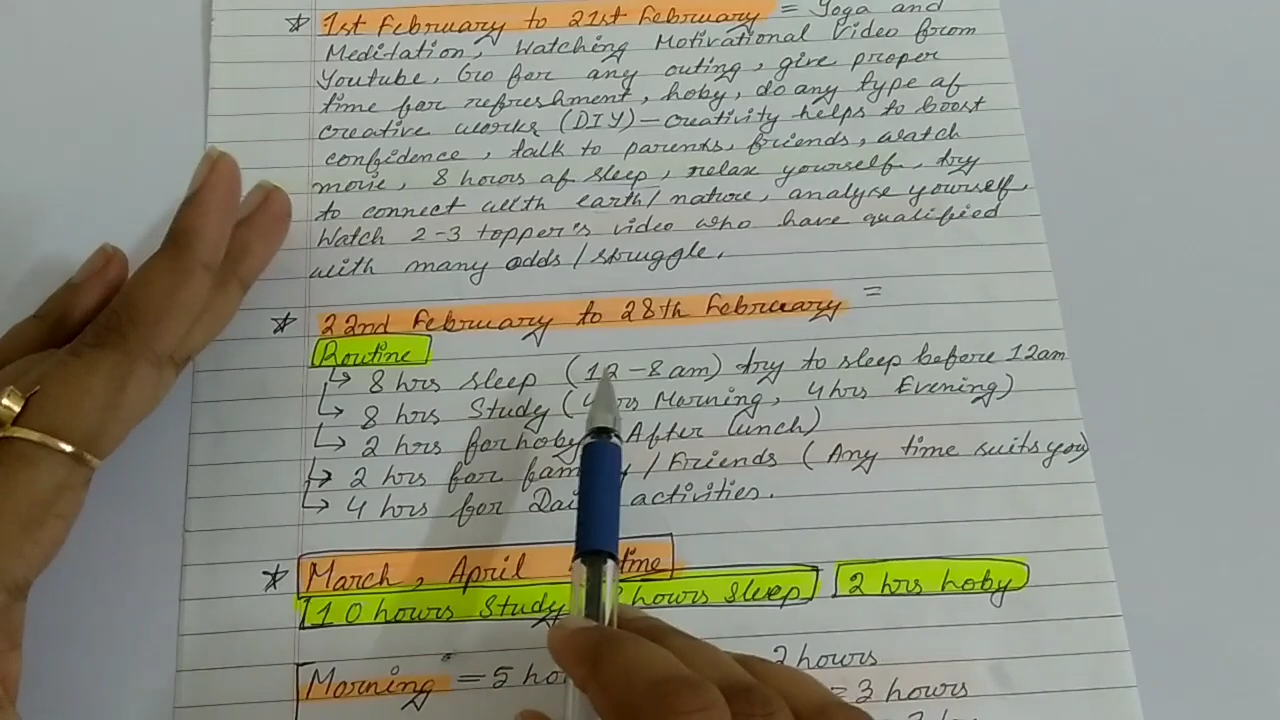 * 1st February to 21st February = Yoga and
Meditation, Watching Motivational Video from
Youtube, Go for any outing, give proper
time for refreshment, hoby, do any type of
creative works (DIY) - creativity helps to boost
confidence, talk to parents, friends, watch
movie, 8 hours of sleep, relax yourself, try
to connect with earth/nature, analyse yourself,
Watch 2-3 topper's video who have qualified
with many odds / struggle.
* 22nd February to 28th February =
Routine
↳ 8 hrs sleep (12-8 am) try to sleep before 12am
↳ 8 hrs Study (4 hrs Morning, 4 hrs Evening)
↳ 2 hrs for hoby After lunch)
↳ 2 hrs for / Friends (Any time suits you)
↳ 4 hrs for activities.
* March, April
10 hours Study hours Sleep 2 hrs hoby
Morning = 5 2 hours
= 3 hours